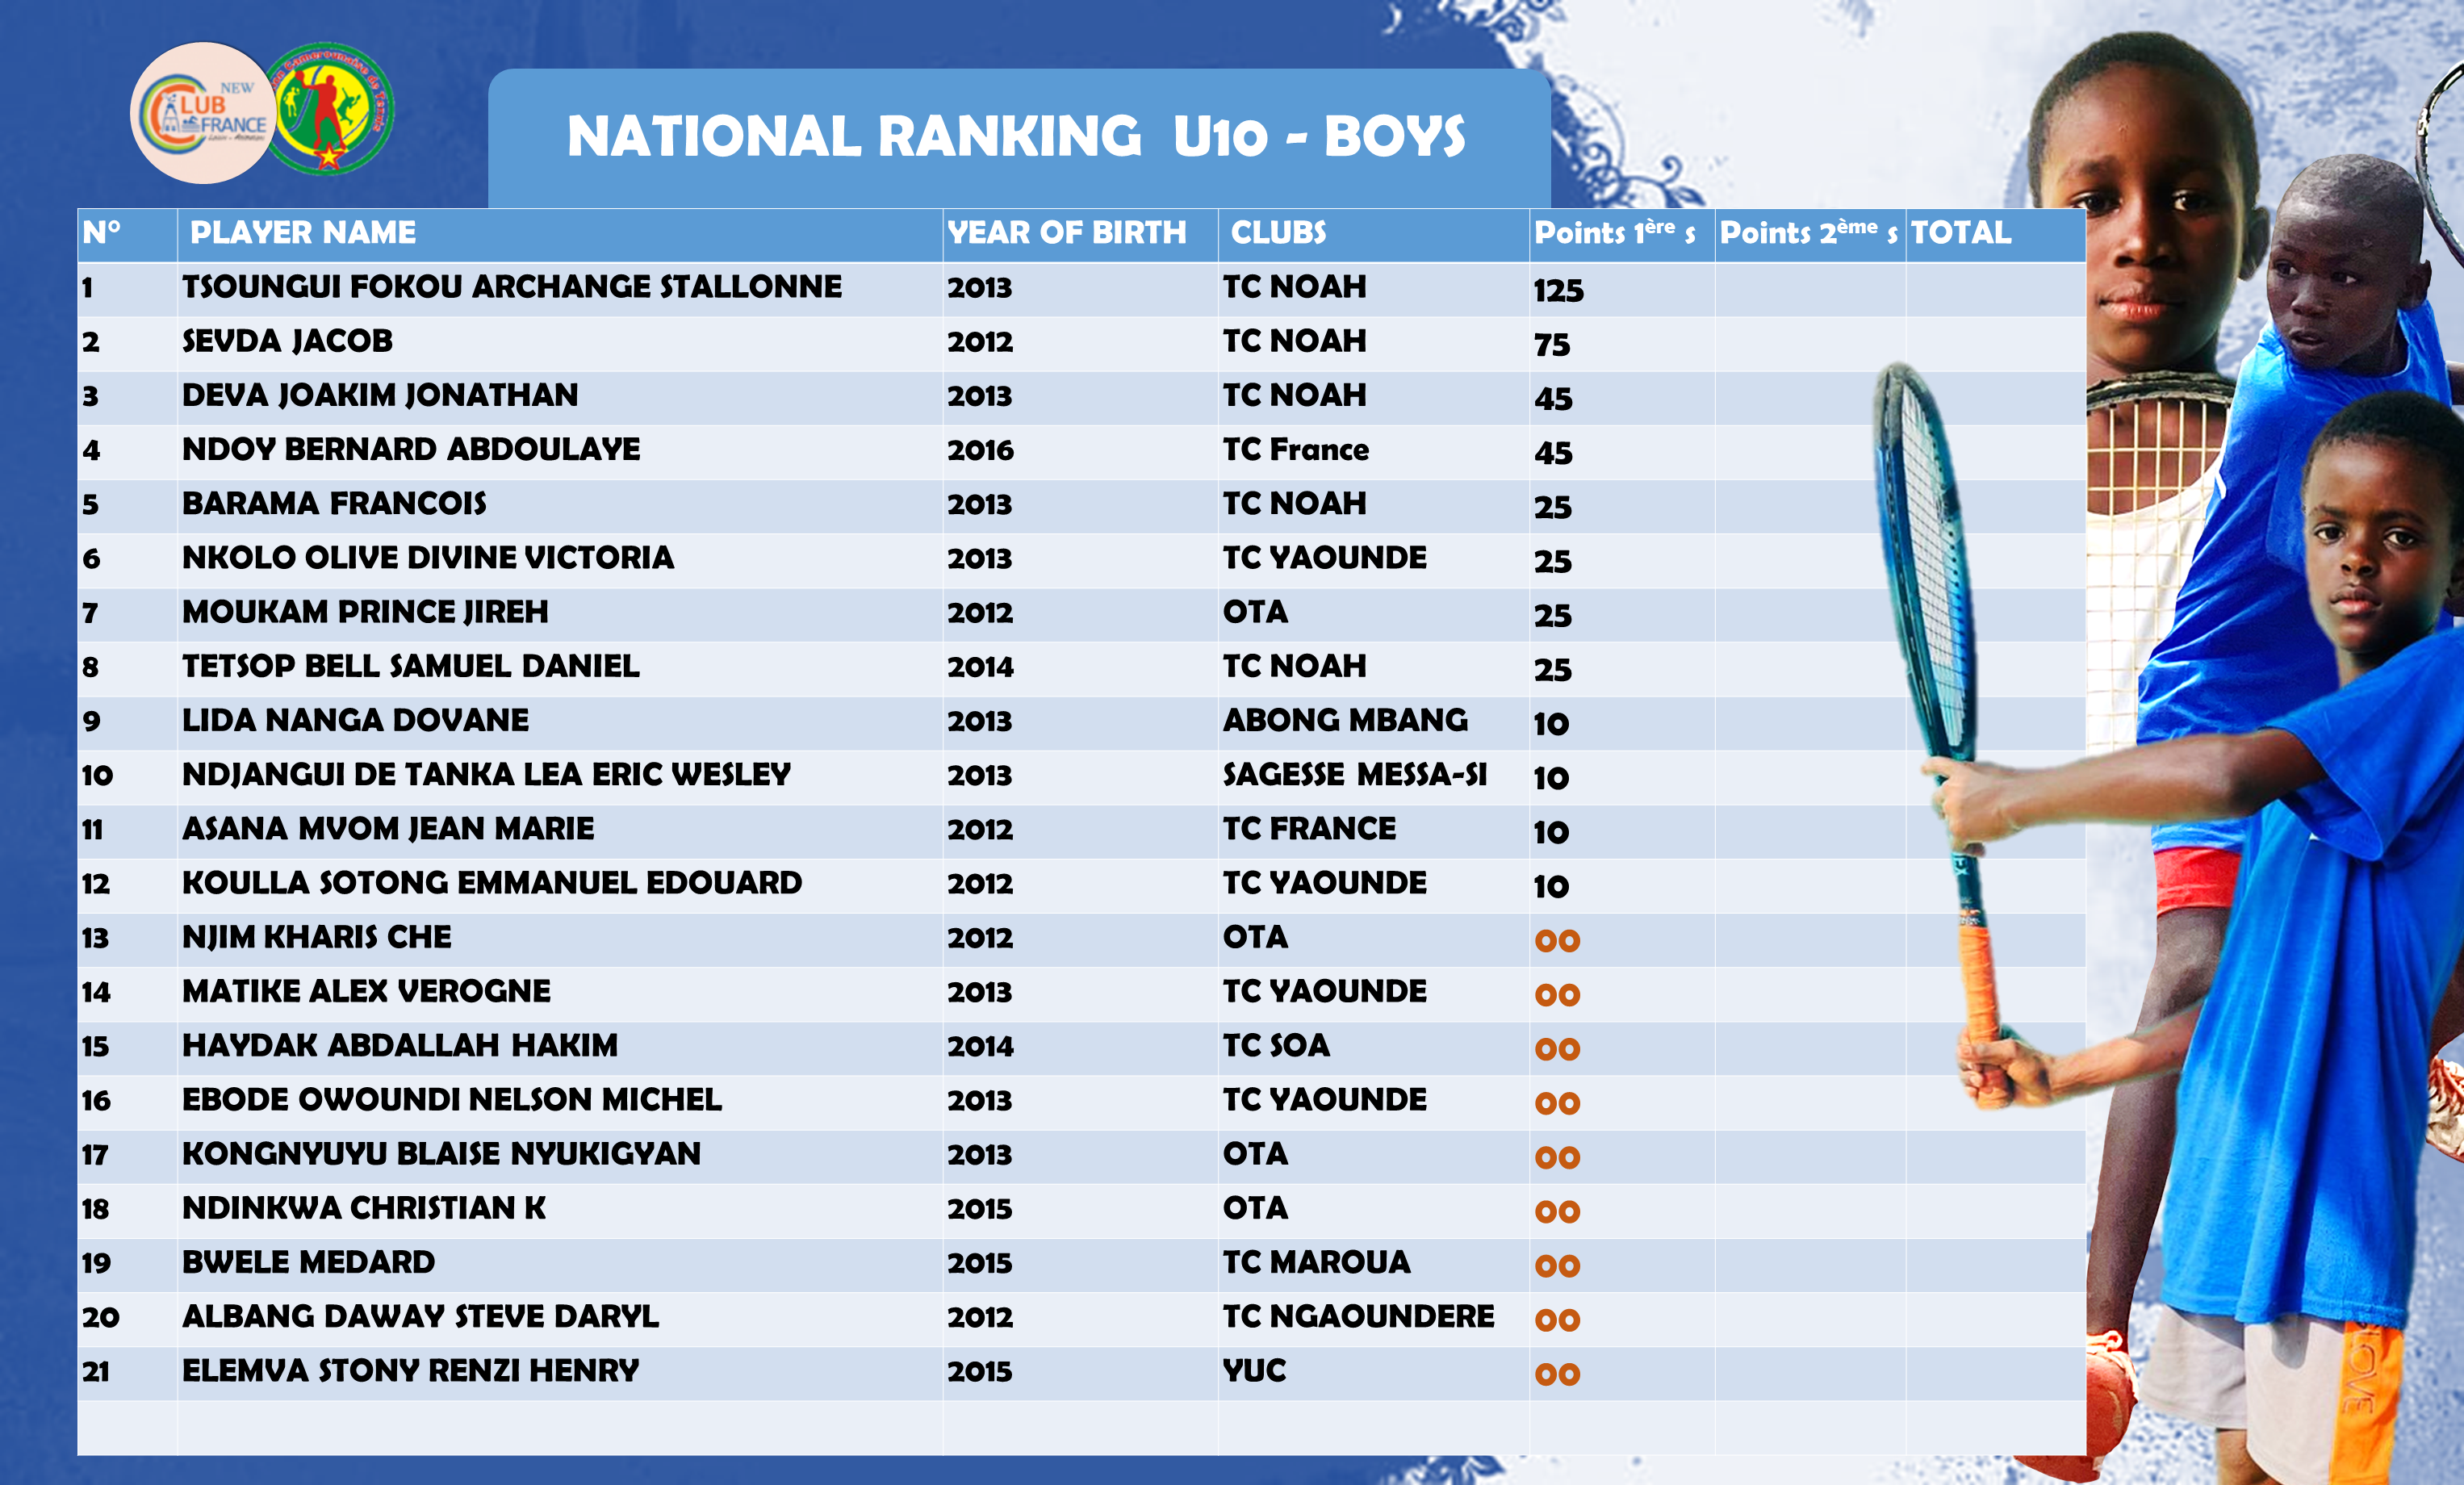 NEW
CLUB
FRANCE
NATIONAL RANKING U10 - BOYS
N° PLAYER NAME YEAR OF BIRTH CLUBS Points 1ère s Points 2ème s TOTAL
1 TSOUNGUI FOKOU ARCHANGE STALLONNE 2013 TC NOAH 125
2 SEVDA JACOB 2012 TC NOAH 75
3 DEVA JOAKIM JONATHAN 2013 TC NOAH 45
4 NDOY BERNARD ABDOULAYE 2016 TC France 45
5 BARAMA FRANCOIS 2013 TC NOAH 25
6 NKOLO OLIVE DIVINE VICTORIA 2013 TC YAOUNDE 25
7 MOUKAM PRINCE JIREH 2012 OTA 25
8 TETSOP BELL SAMUEL DANIEL 2014 TC NOAH 25
9 LIDA NANGA DOVANE 2013 ABONG MBANG 10
10 NDJANGUI DE TANKA LEA ERIC WESLEY 2013 SAGESSE MESSA-SI 10
11 ASANA MVOM JEAN MARIE 2012 TC FRANCE 10
12 KOULLA SOTONG EMMANUEL EDOUARD 2012 TC YAOUNDE 10
13 NJIM KHARIS CHE 2012 OTA 00
14 MATIKE ALEX VEROGNE 2013 TC YAOUNDE 00
15 HAYDAK ABDALLAH HAKIM 2014 TC SOA 00
16 EBODE OWOUNDI NELSON MICHEL 2013 TC YAOUNDE 00
17 KONGNYUYU BLAISE NYUKIGYAN 2013 OTA 00
18 NDINKWA CHRISTIAN K 2015 OTA 00
19 BWELE MEDARD 2015 TC MAROUA 00
20 ALBANG DAWAY STEVE DARYL 2012 TC NGAOUNDERE 00
21 ELEMVA STONY RENZI HENRY 2015 YUC 00